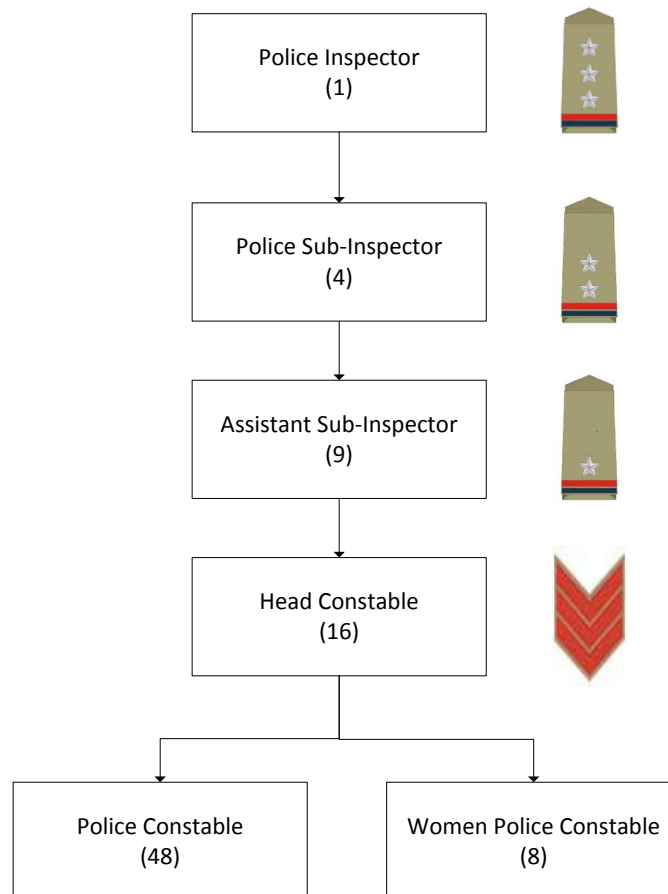 Police Inspector
(1)
Police Sub-Inspector
(4)
Assistant Sub-Inspector
(9)
Head Constable
(16)
Police Constable
(48)
Women Police Constable
(8)